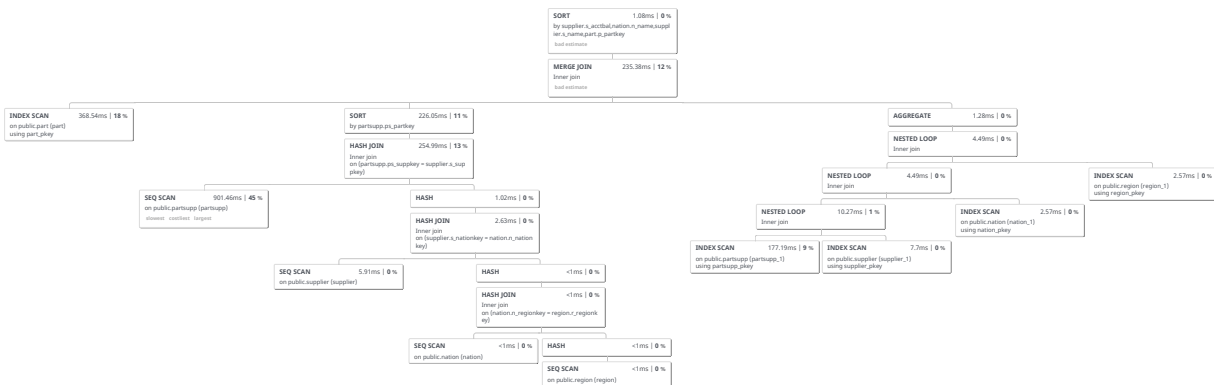 SORT 1.08ms | 0 %
by supplier.s_acctbal,nation.n_name,suppl
ier.s_name,part.p_partkey
bad estimate
MERGE JOIN 235.38ms | 12 %
Inner join
bad estimate
INDEX SCAN 368.54ms | 18 %
on public.part (part)
using part_pkey
SORT 226.05ms | 11 %
by partsupp.ps_partkey
AGGREGATE 1.28ms | 0 %
HASH JOIN 254.99ms | 13 %
Inner join
on (partsupp.ps_suppkey = supplier.s_sup
pkey)
NESTED LOOP 4.49ms | 0 %
Inner join
NESTED LOOP 4.49ms | 0 %
Inner join
INDEX SCAN 2.57ms | 0 %
on public.region (region_1)
using region_pkey
SEQ SCAN 901.46ms | 45 %
on public.partsupp (partsupp)
slowest costliest largest
HASH 1.02ms | 0 %
HASH JOIN 2.63ms | 0 %
Inner join
on (supplier.s_nationkey = nation.n_nation
key)
NESTED LOOP 10.27ms | 1 %
Inner join
INDEX SCAN 2.57ms | 0 %
on public.nation (nation_1)
using nation_pkey
INDEX SCAN 177.19ms | 9 %
on public.partsupp (partsupp_1)
using partsupp_pkey
INDEX SCAN 7.7ms | 0 %
on public.supplier (supplier_1)
using supplier_pkey
SEQ SCAN 5.91ms | 0 %
on public.supplier (supplier)
HASH <1ms | 0 %
HASH JOIN <1ms | 0 %
Inner join
on (nation.n_regionkey = region.r_regionk
ey)
SEQ SCAN <1ms | 0 %
on public.nation (nation)
HASH <1ms | 0 %
SEQ SCAN <1ms | 0 %
on public.region (region)